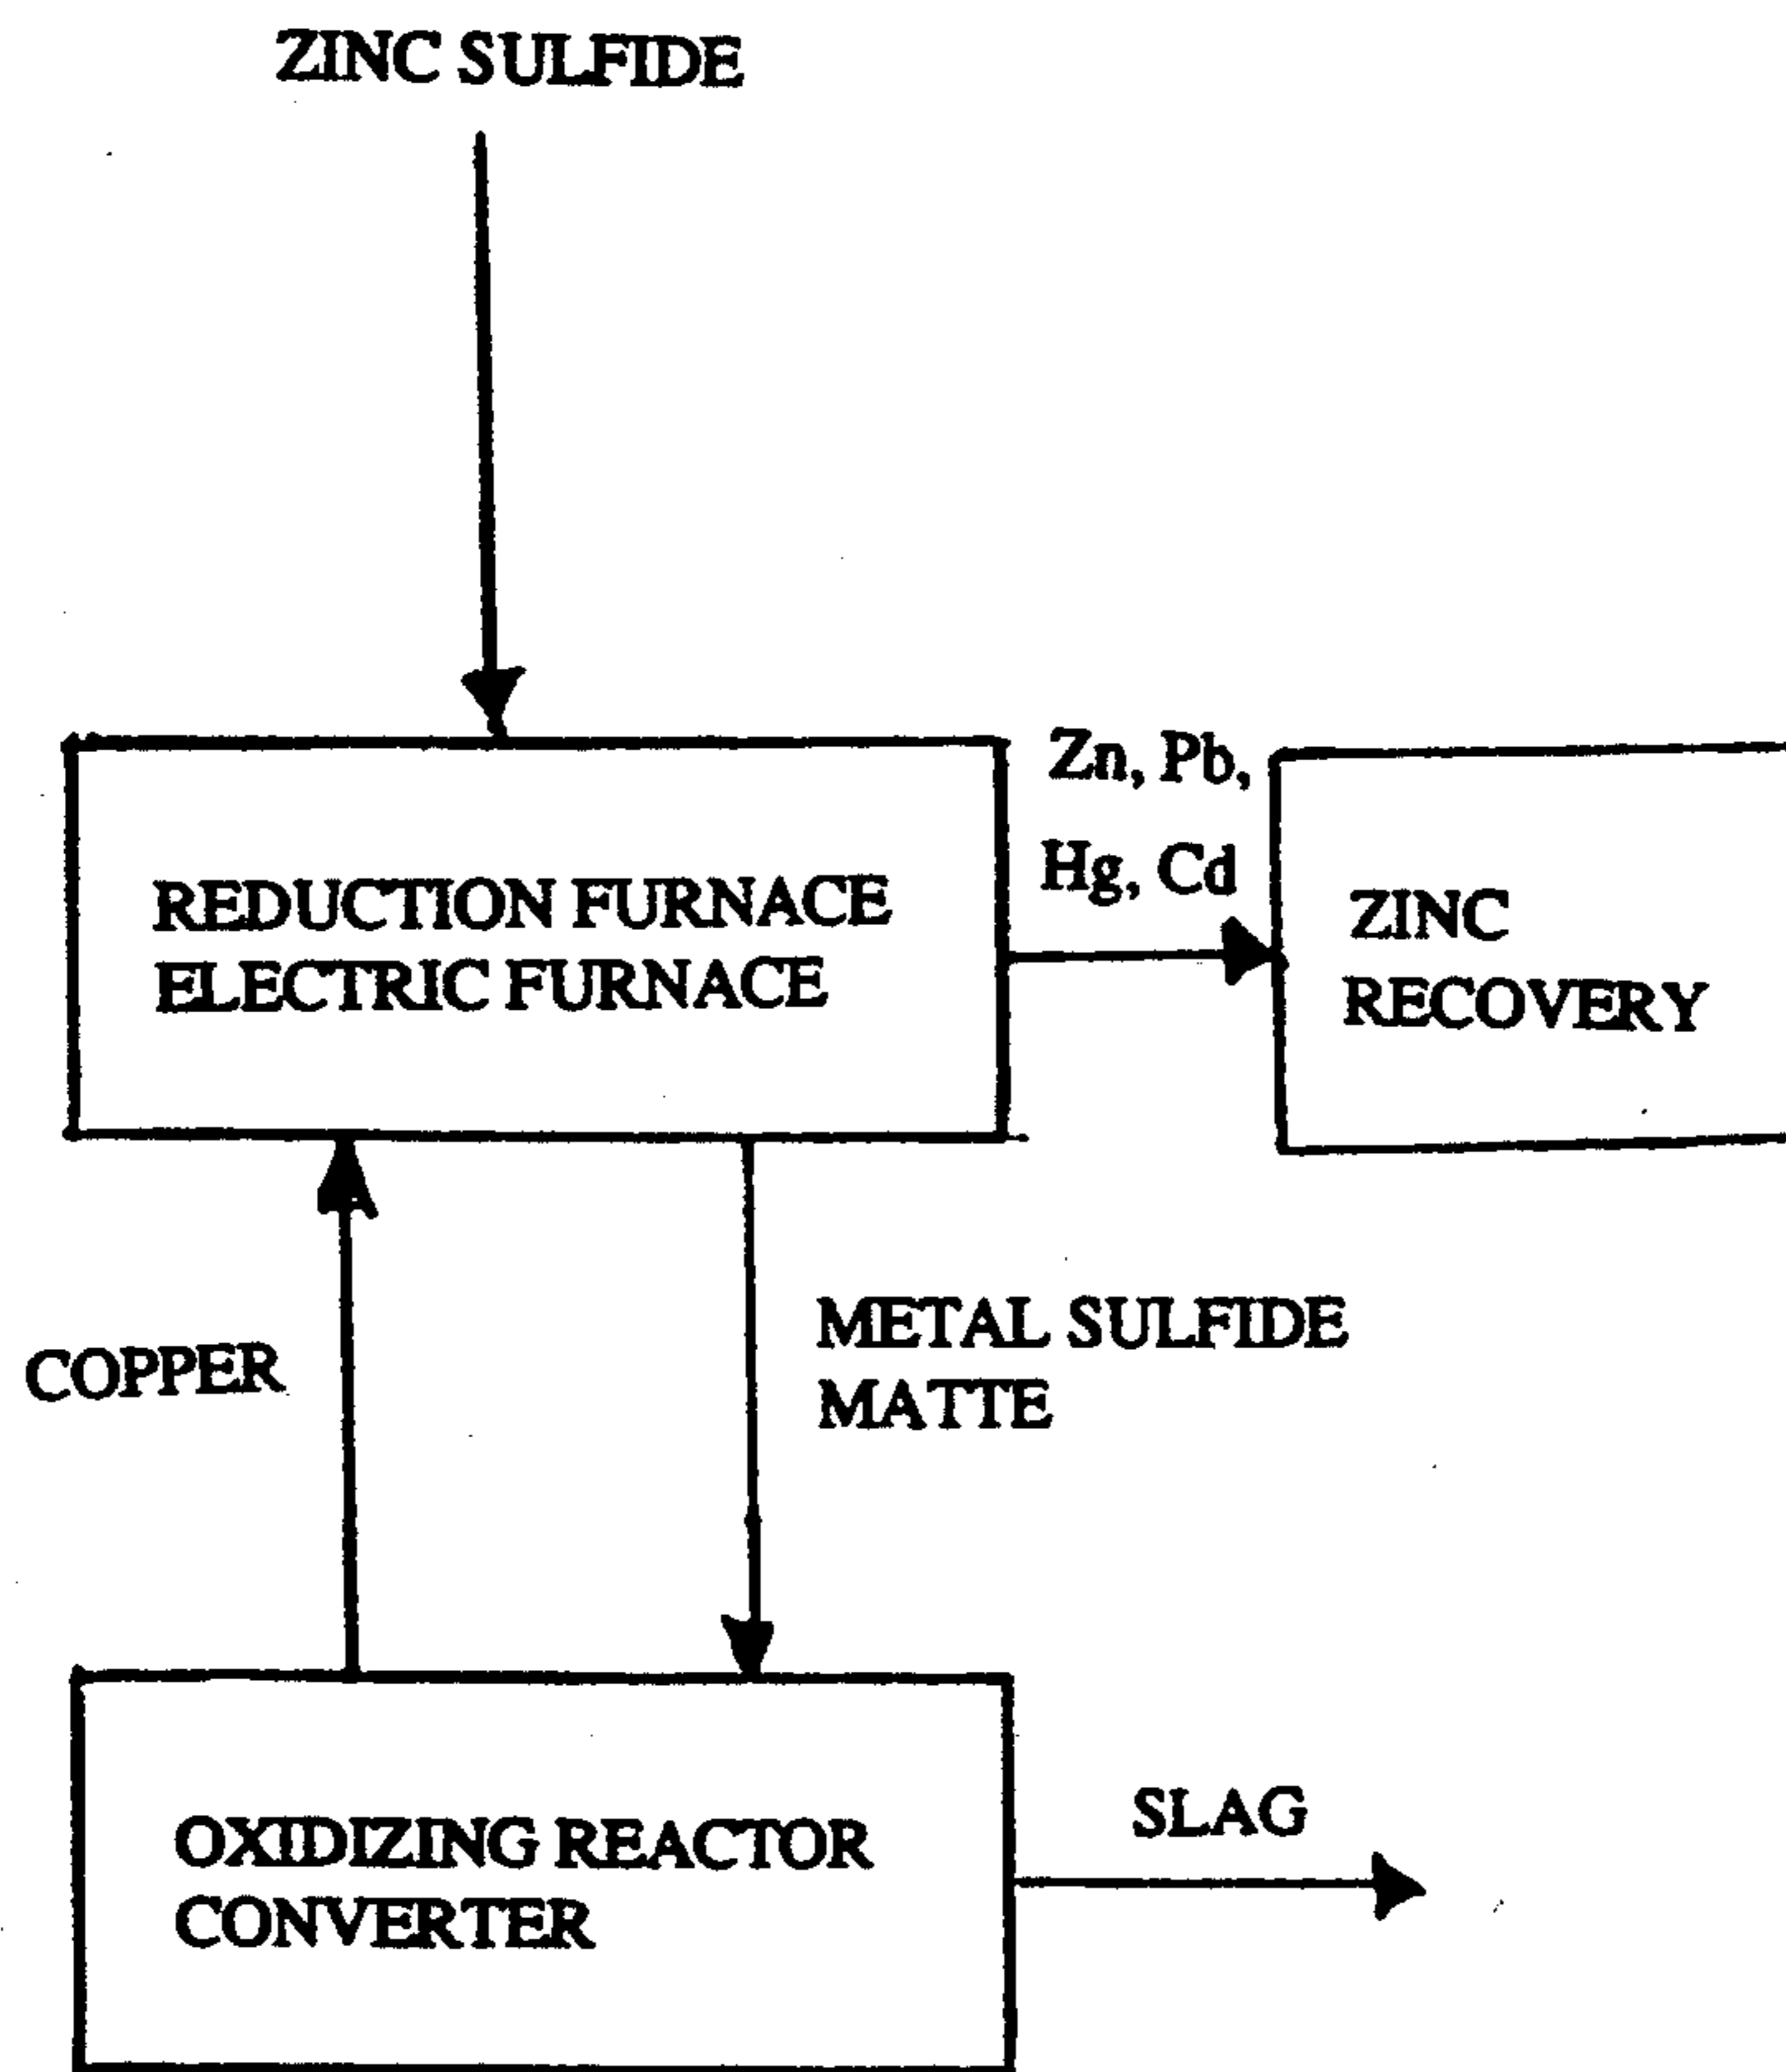 ZINC SULFIDE
Zn, Pb,
Hg, Cd
REDUCTION FURNACE
ELECTRIC FURNACE
ZINC
RECOVERY
COPPER
METAL SULFIDE
MATTE
OXIDIZING REACTOR
CONVERTER
SLAG